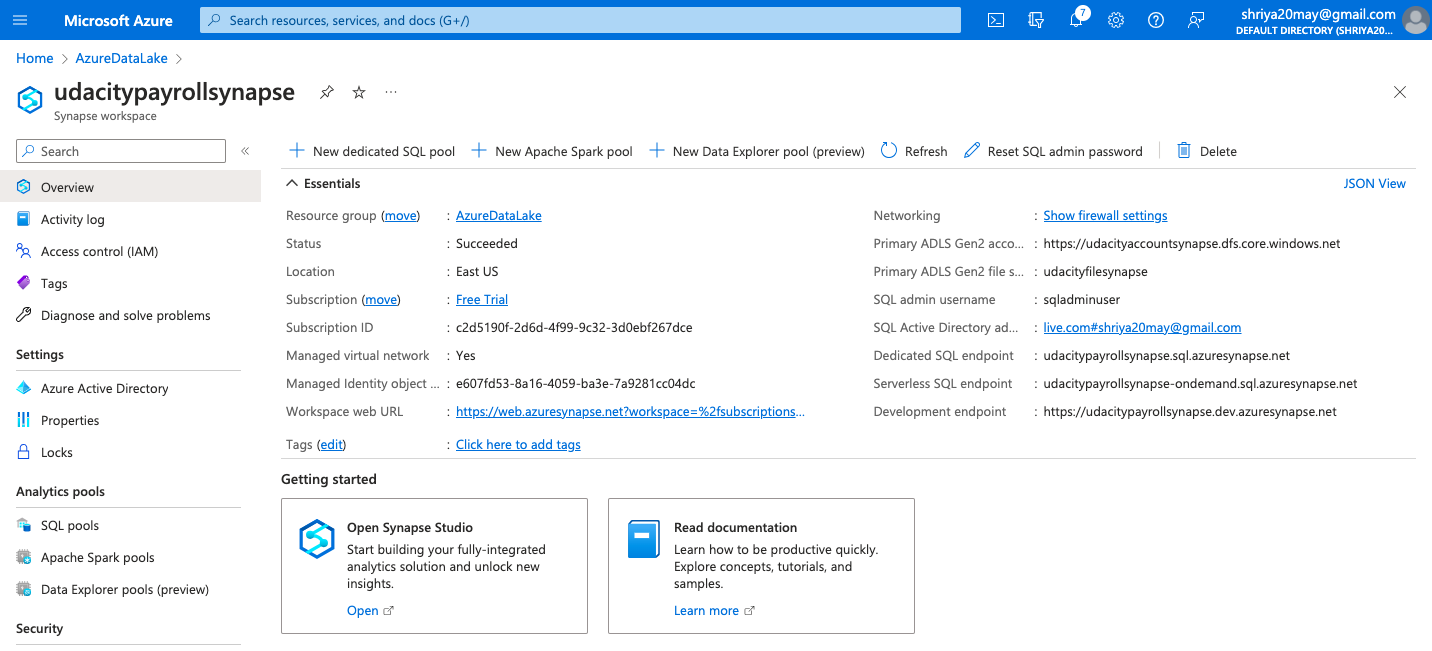 Microsoft Azure
Search resources, services, and docs (G+/)
7
shriya20may@gmail.com
DEFAULT DIRECTORY (SHRIYA20...
Home > AzureDataLake >
udacitypayrollsynapse
Synapse workspace
Search
«
Overview
Activity log
Access control (IAM)
Tags
Diagnose and solve problems
Settings
Azure Active Directory
Properties
Locks
Analytics pools
SQL pools
Apache Spark pools
Data Explorer pools (preview)
Security
New dedicated SQL pool
New Apache Spark pool
New Data Explorer pool (preview)
Refresh
Reset SQL admin password
Delete
Essentials
JSON View
Resource group (move) : AzureDataLake
Status : Succeeded
Location : East US
Subscription (move) : Free Trial
Subscription ID : c2d5190f-2d6d-4f99-9c32-3d0ebf267dce
Managed virtual network : Yes
Managed Identity object ... : e607fd53-8a16-4059-ba3e-7a9281cc04dc
Workspace web URL : https://web.azuresynapse.net?workspace=%2fsubscriptions...
Tags (edit) : Click here to add tags
Networking : Show firewall settings
Primary ADLS Gen2 acco... : https://udacityaccountsynapse.dfs.core.windows.net
Primary ADLS Gen2 file s... : udacityfilesynapse
SQL admin username : sqladminuser
SQL Active Directory ad... : live.com#shriya20may@gmail.com
Dedicated SQL endpoint : udacitypayrollsynapse.sql.azuresynapse.net
Serverless SQL endpoint : udacitypayrollsynapse-ondemand.sql.azuresynapse.net
Development endpoint : https://udacitypayrollsynapse.dev.azuresynapse.net
Getting started
Open Synapse Studio
Start building your fully-integrated
analytics solution and unlock new
insights.
Open
Read documentation
Learn how to be productive quickly.
Explore concepts, tutorials, and
samples.
Learn more